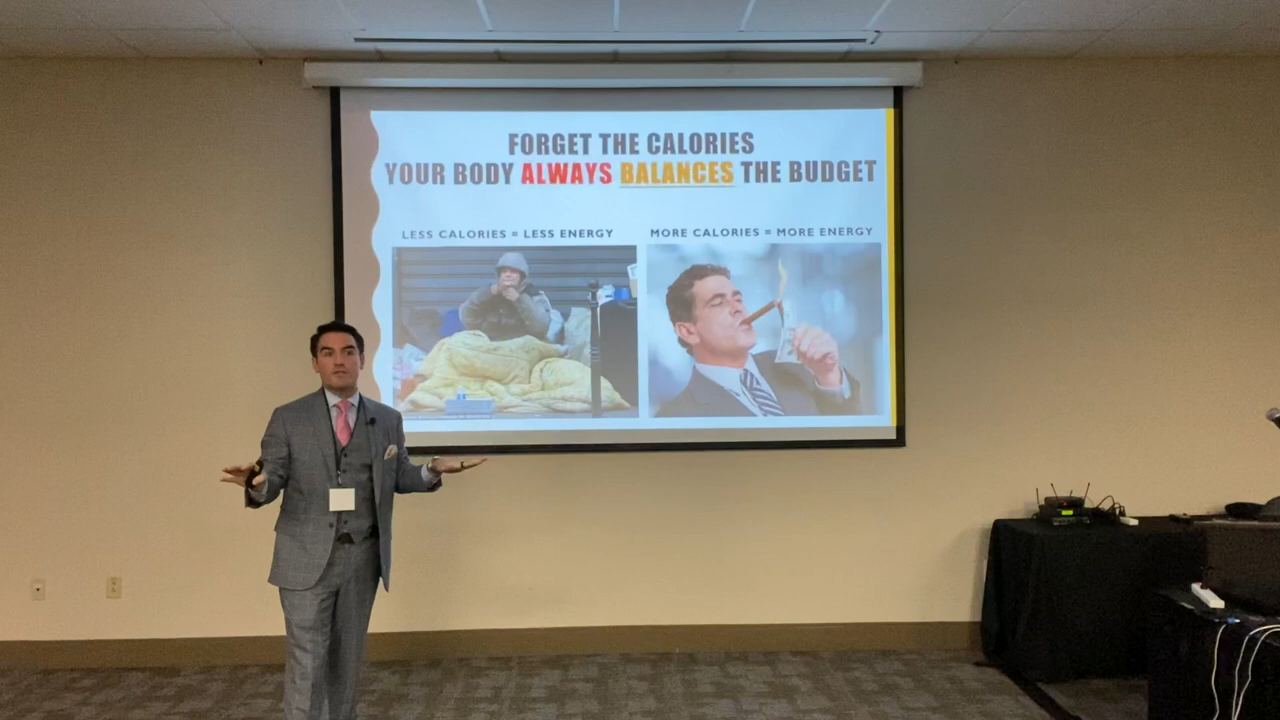 FORGET THE CALORIES
YOUR BODY ALWAYS BALANCES THE BUDGET
LESS CALORIES = LESS ENERGY
MORE CALORIES = MORE ENERGY